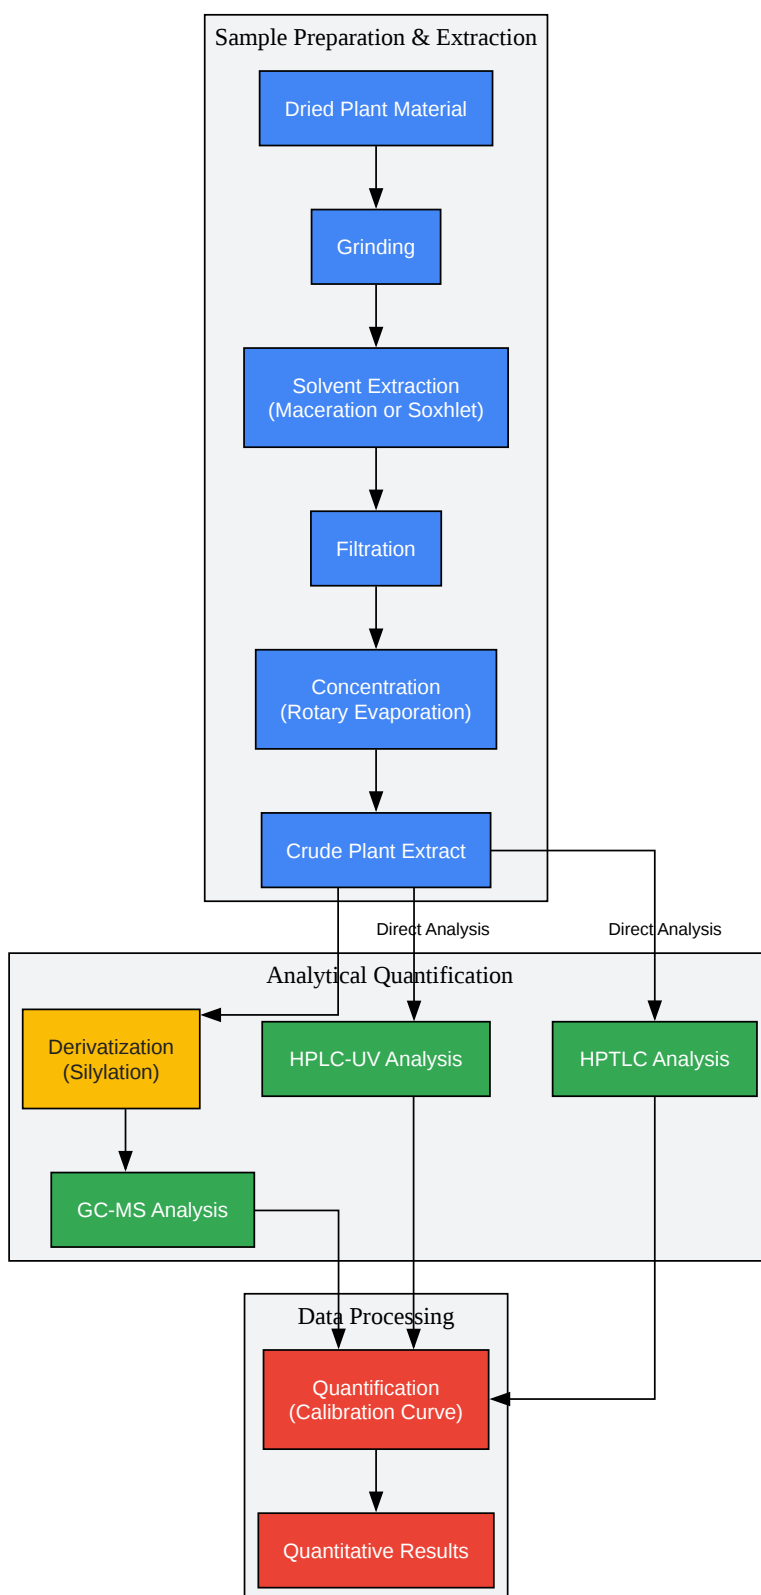 Sample Preparation & Extraction
Dried Plant Material
Grinding
Solvent Extraction
(Maceration or Soxhlet)
Filtration
Concentration
(Rotary Evaporation)
Crude Plant Extract
Direct Analysis
Direct Analysis
Analytical Quantification
Derivatization
(Silylation)
HPLC-UV Analysis
HPTLC Analysis
GC-MS Analysis
Data Processing
Quantification
(Calibration Curve)
Quantitative Results